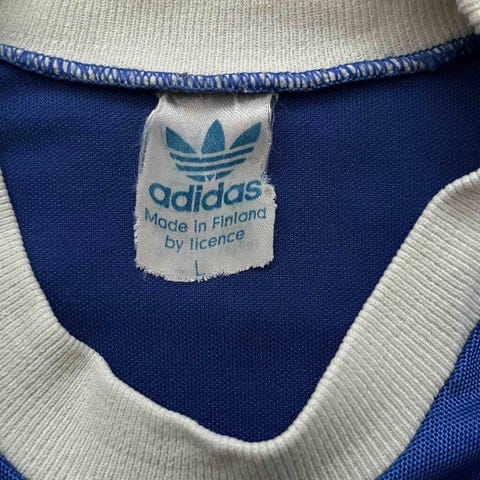 adidas
Made in Finland
by licence
L